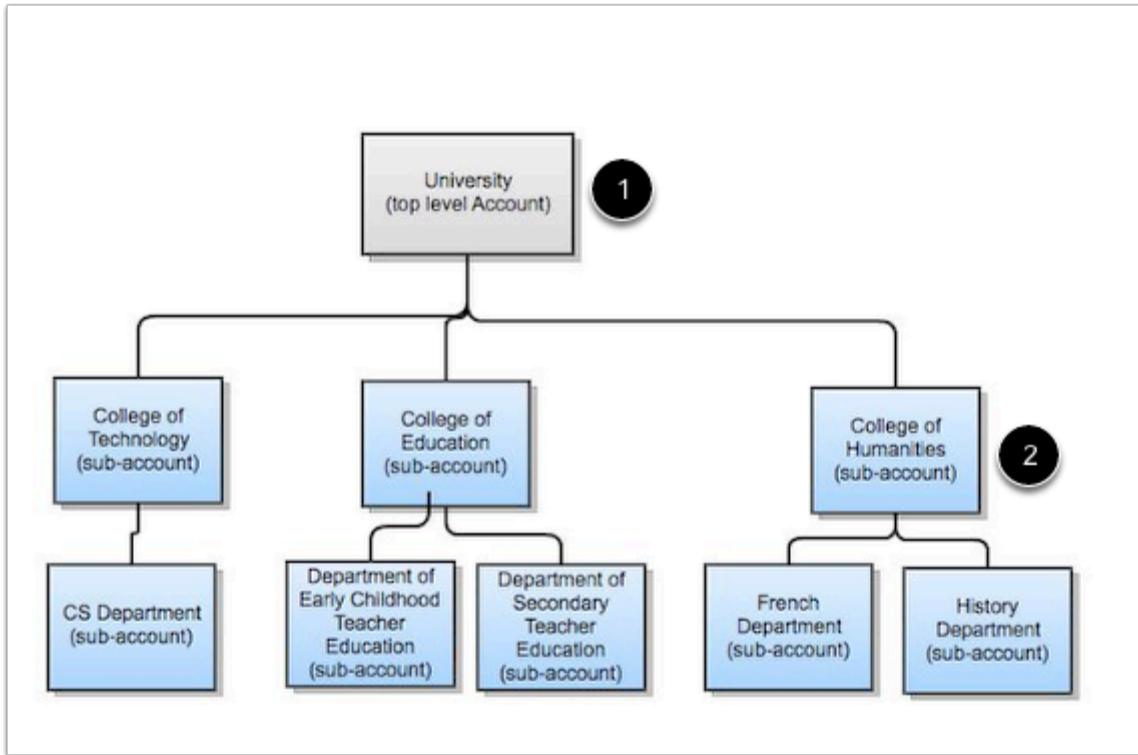 University
(top level Account)
1
College of
Technology
(sub-account)
College of
Education
(sub-account)
College of
Humanities
(sub-account)
2
CS Department
(sub-account)
Department of
Early Childhood
Teacher
Education
(sub-account)
Department of
Secondary
Teacher
Education
(sub-account)
French
Department
(sub-account)
History
Department
(sub-account)